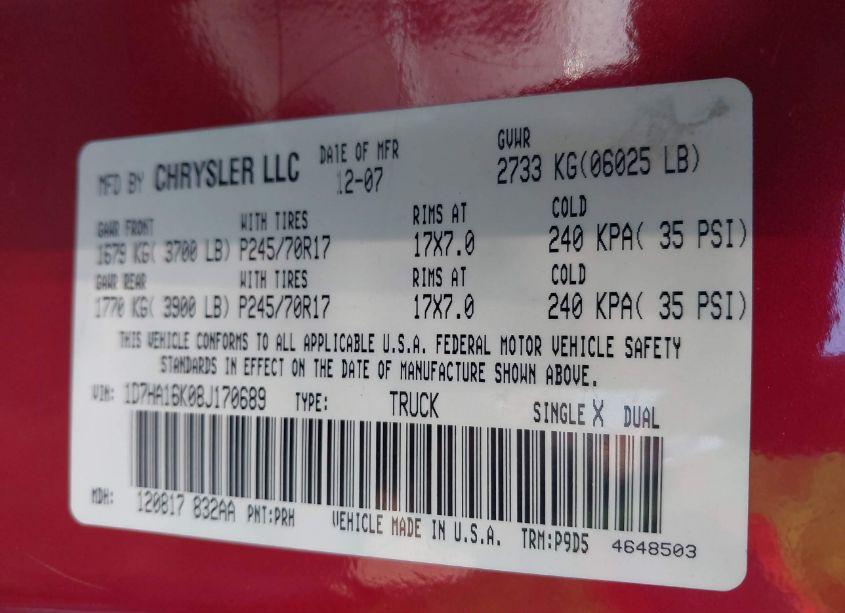 MFD BY CHRYSLER LLC DATE OF MFR 12-07 GVWR 2733 KG(06025 LB)
GAWR FRONT WITH TIRES RIMS AT COLD
1679 KG( 3700 LB) P245/70R17 17X7.0 240 KPA( 35 PSI)
GAWR REAR WITH TIRES RIMS AT COLD
1770 KG( 3900 LB) P245/70R17 17X7.0 240 KPA( 35 PSI)
THIS VEHICLE CONFORMS TO ALL APPLICABLE U.S.A. FEDERAL MOTOR VEHICLE SAFETY
STANDARDS IN EFFECT ON THE DATE OF MANUFACTURE SHOWN ABOVE.
VIN: 1D7HA16K08J170689 TYPE: TRUCK SINGLE X DUAL
MDH: 120817 832AA PNT:PRH VEHICLE MADE IN U.S.A. TRM:P9D5 4648503